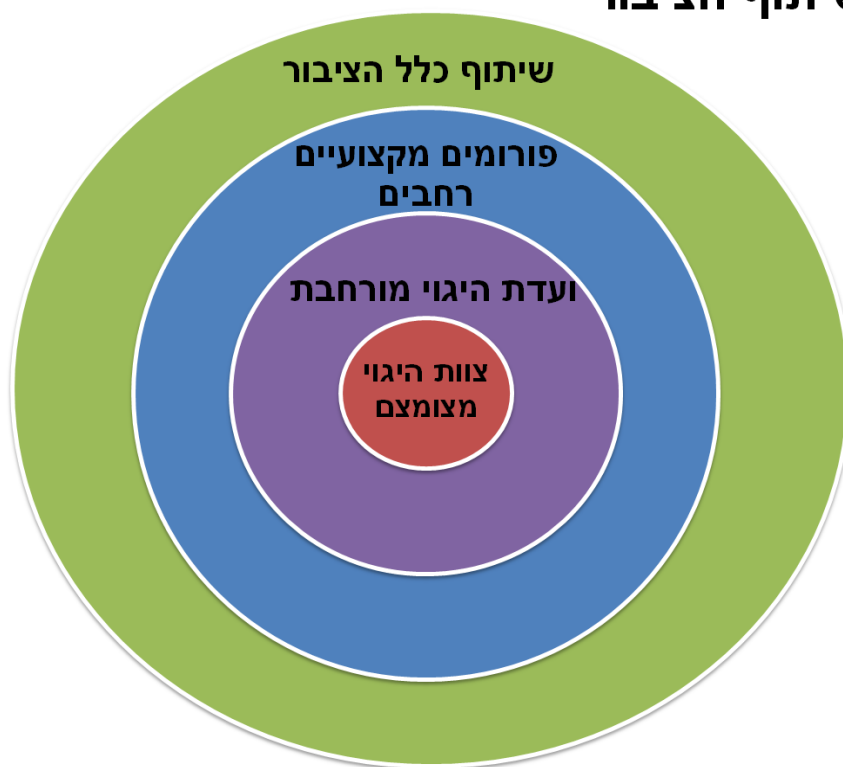 שיתוף כלל הציבור
פורומים מקצועיים
רחבים
ועדת היגוי מורחבת
צוות היגוי
מצומצם